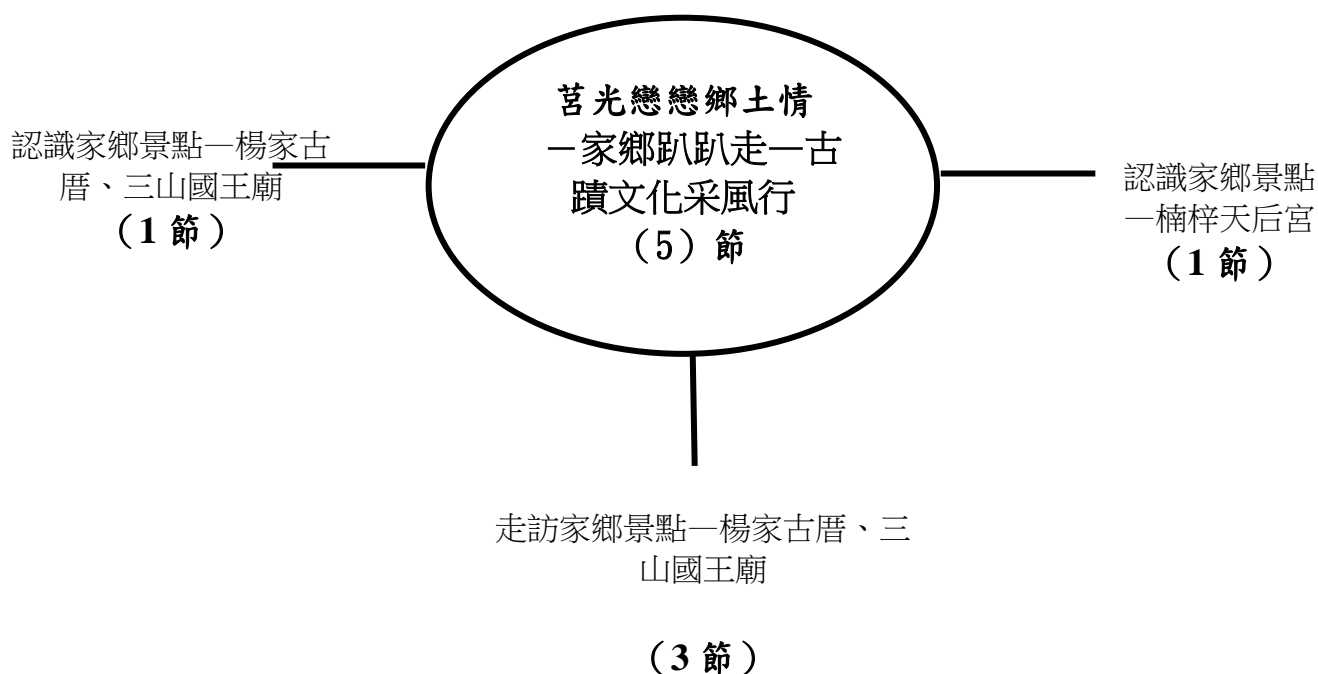 莒光戀戀鄉土情
－家鄉趴趴走—古
蹟文化采風行
（5）節
認識家鄉景點—楊家古
厝、三山國王廟
（1 節）
認識家鄉景點
—楠梓天后宮
（1 節）
走訪家鄉景點—楊家古厝、三
山國王廟
（3 節）